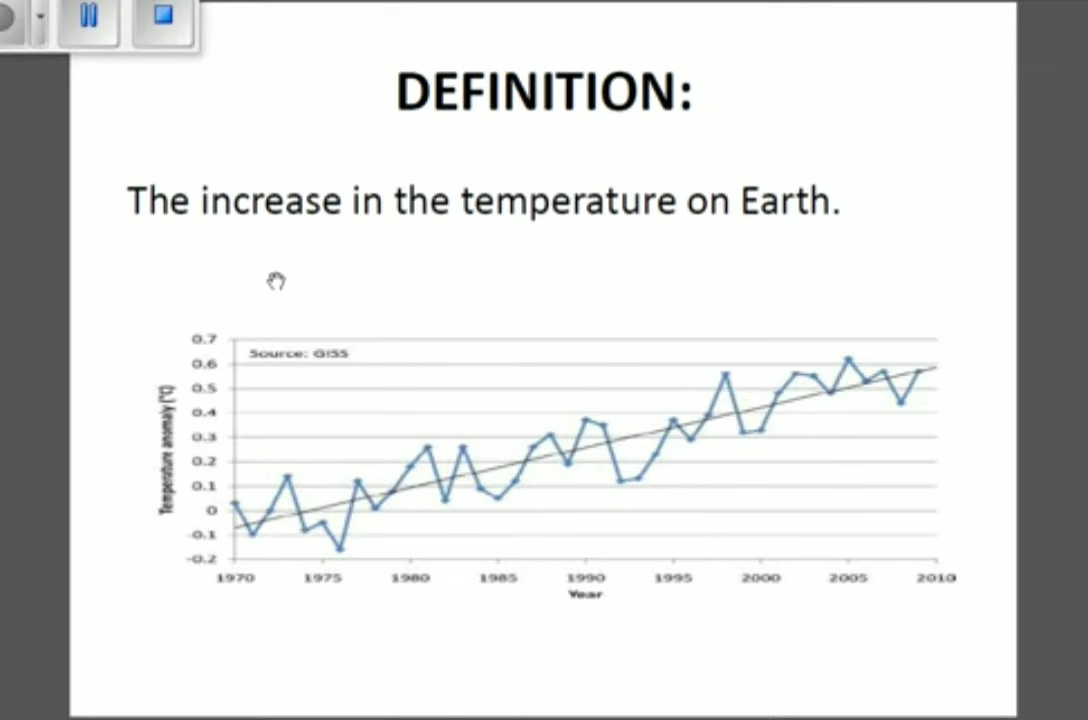 DEFINITION:
The increase in the temperature on Earth.
0.7
Source: GISS
0.6
0.5
0.4
0.3
0.2
0.1
0
-0.1
-0.2
Temperature anomaly (°C)
1970 1975 1980 1985 1990 1995 2000 2005 2010
Year